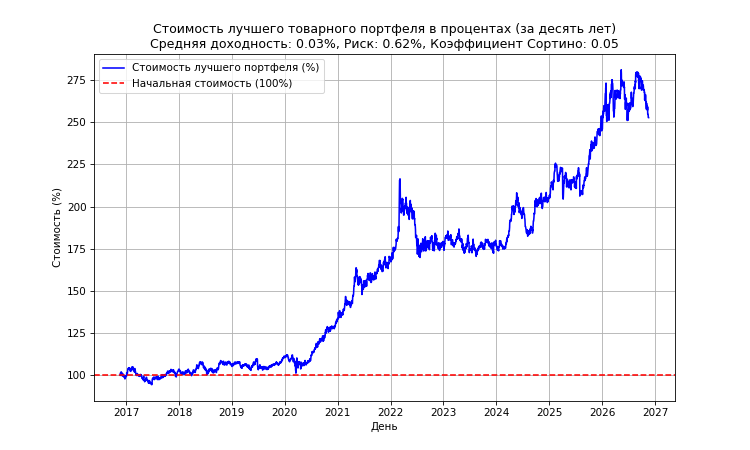 Стоимость лучшего товарного портфеля в процентах (за десять лет)
Средняя доходность: 0.03%, Риск: 0.62%, Коэффициент Сортино: 0.05
Стоимость лучшего портфеля (%)
Начальная стоимость (100%)
Стоимость (%)
275
250
225
200
175
150
125
100
2017 2018 2019 2020 2021 2022 2023 2024 2025 2026 2027
День